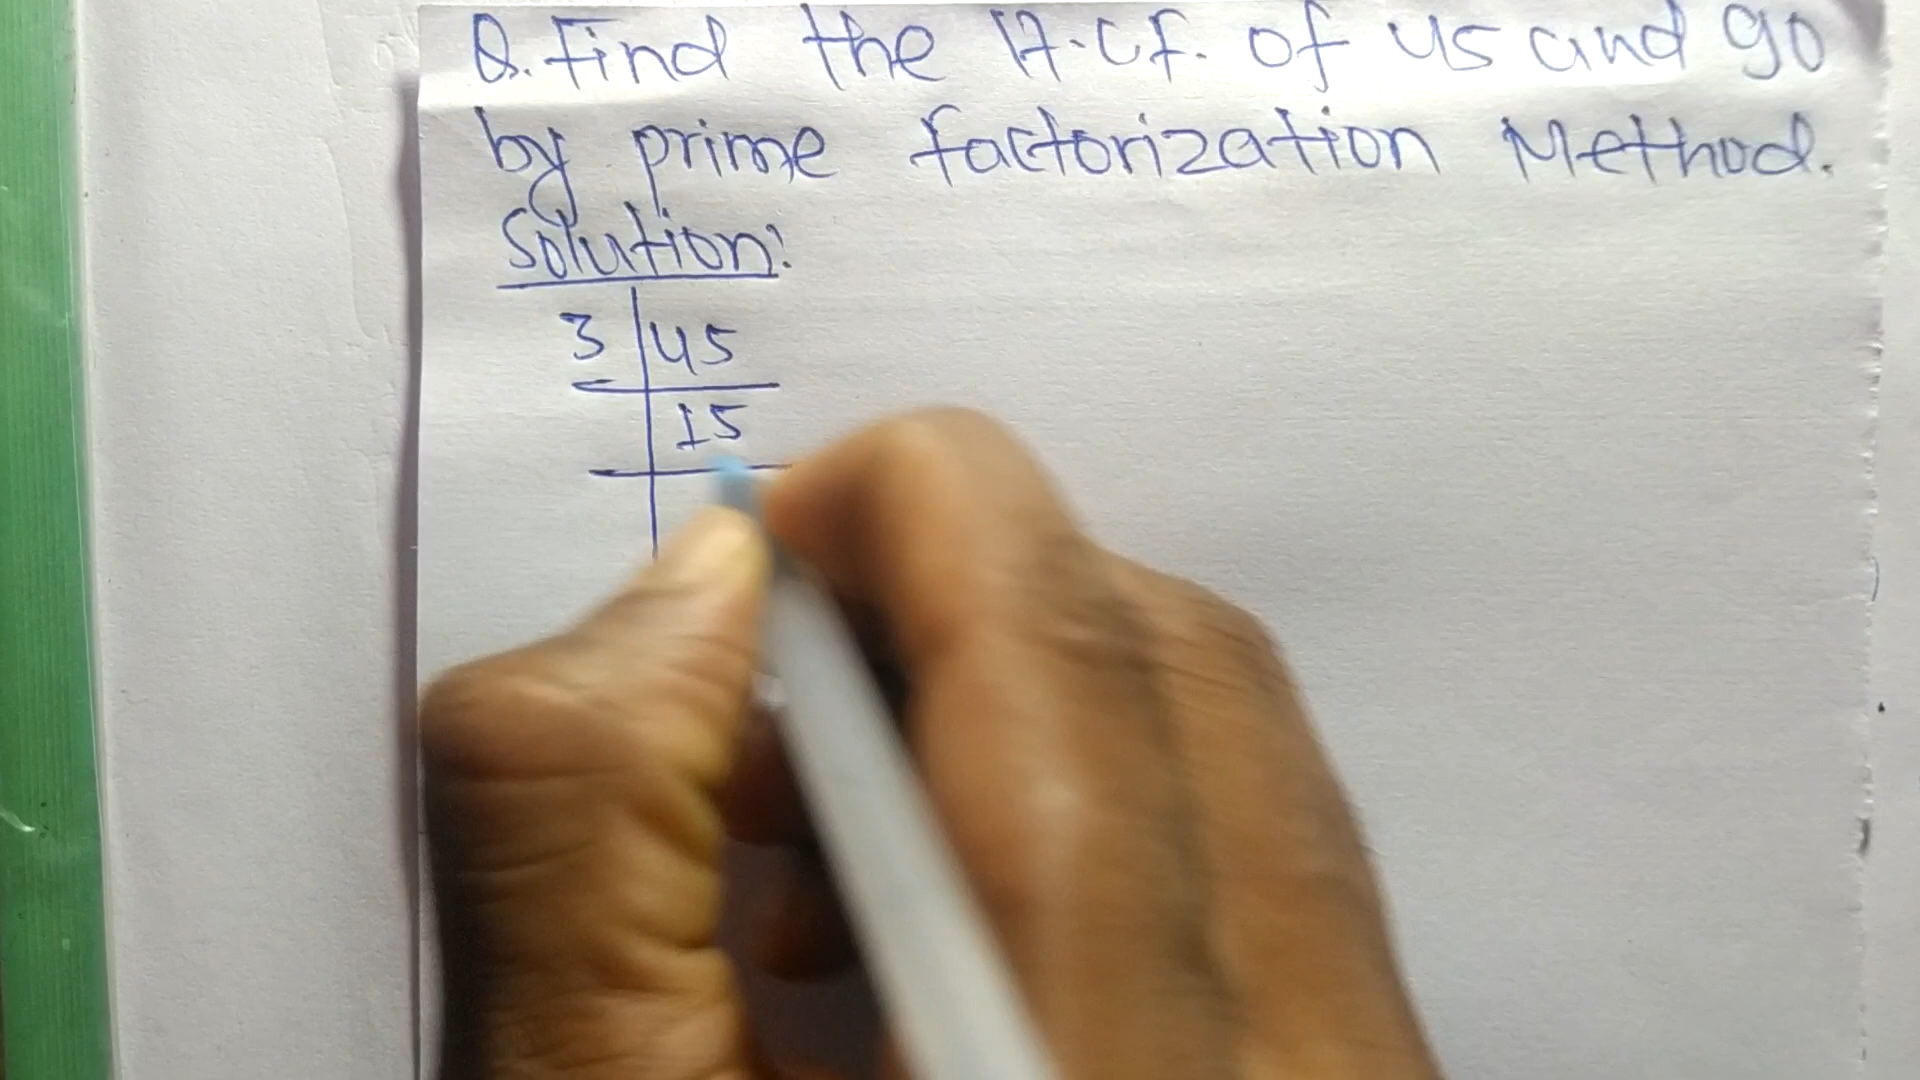 Q. Find the H.C.F. of 45 and 90
by prime factorization Method.
Solution:
3 45
15